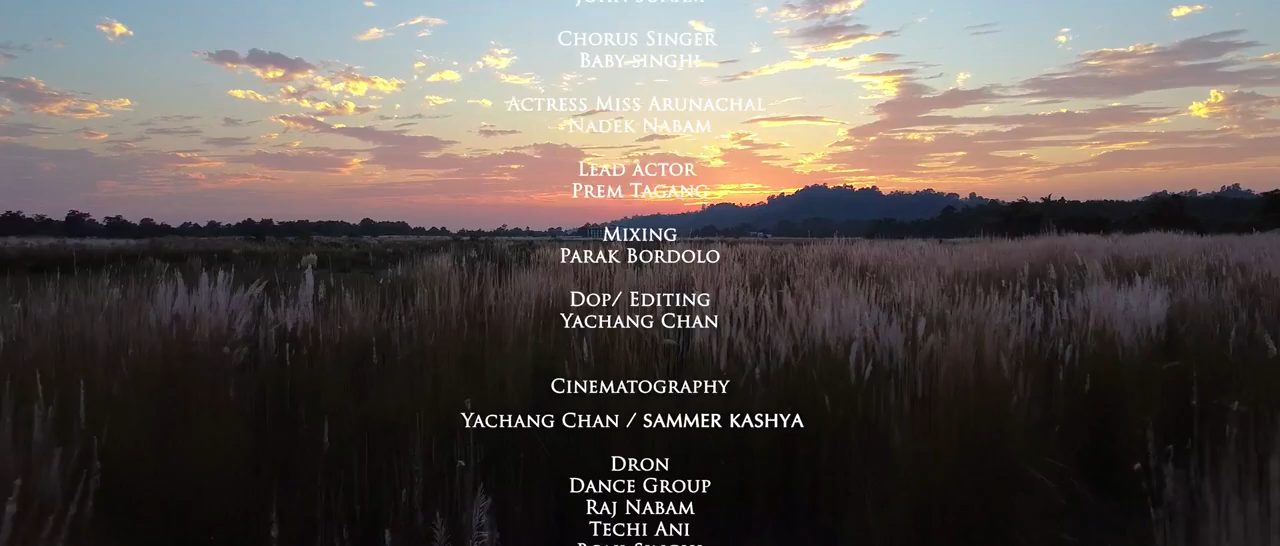 Chorus Singer
Baby singhi
Actress Miss Arunachal
Nadek Nabam
Lead actor
Prem Tagang
Mixing
Parak Bordolo
Dop/ Editing
Yachang Chan
Cinematography
Yachang Chan / SAMMER KASHYA
Dron
Dance Group
Raj Nabam
Techi Ani